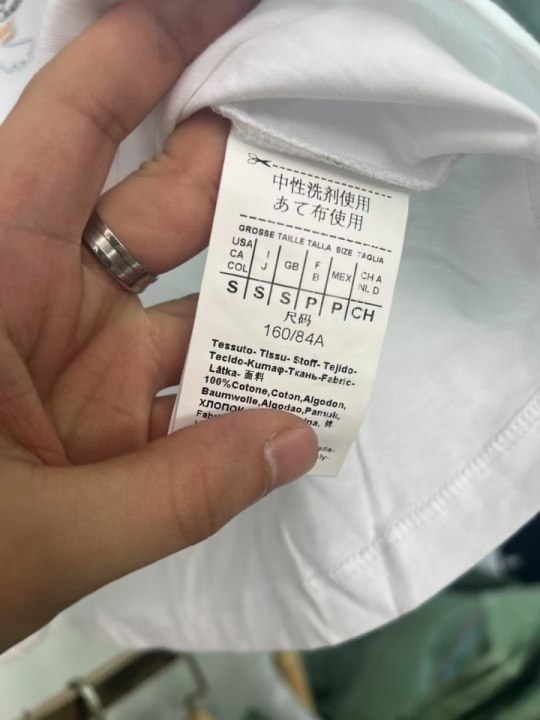 中性洗剂使用
あて布使用
GROSSE TAILLE TALLA SIZE TAGLIA
USA CA COL I J GB F B MEX CH A NL D
S S S P P CH
尺码
160/84A
Tessuto- Tissu- Stoff- Tejido-
Tecido-Kumaφ-Ткань-Fabric-
Látka- 面料
100%Cotone,Coton,Algodon,
Baumwolle,Algodao,Pamuk,
ХЛОПОК